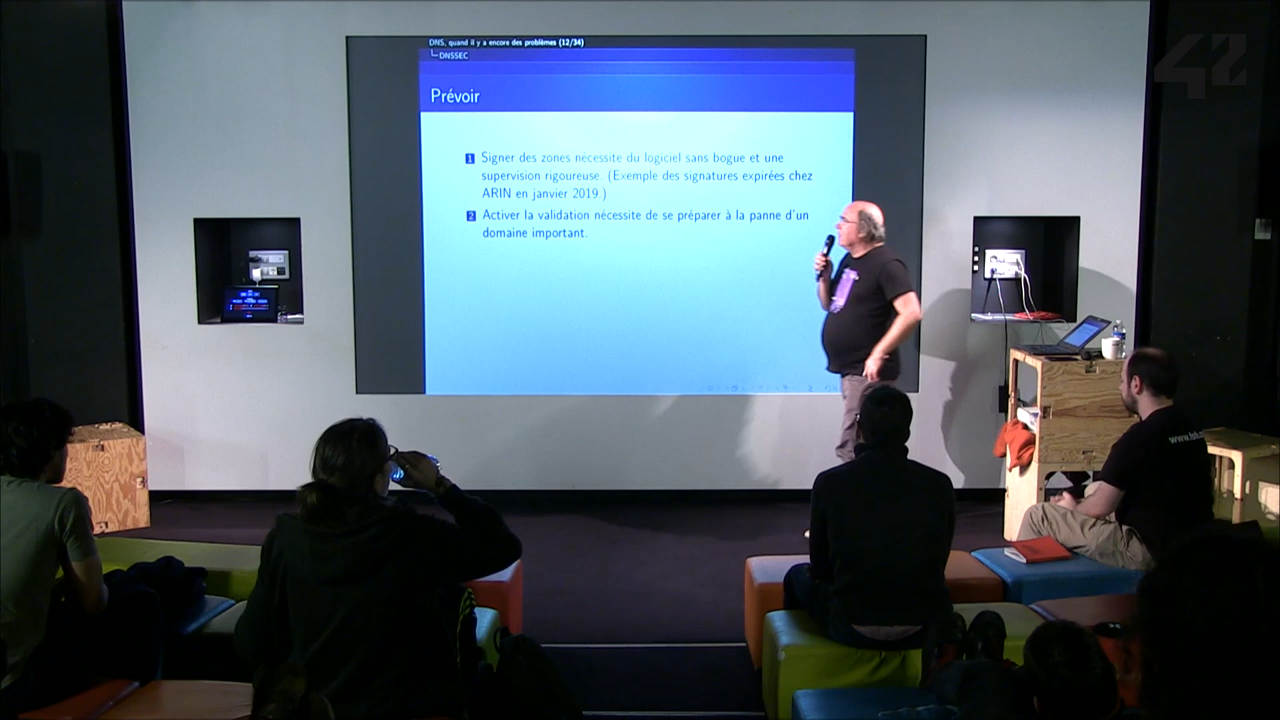 DNS, quand il y a encore des problèmes (12/34)
DNSSEC
Prévoir
1 Signer des zones nécessite du logiciel sans bogue et une
supervision rigoureuse. (Exemple des signatures expirées chez
ARIN en janvier 2019.)
2 Activer la validation nécessite de se préparer à la panne d'un
domaine important.
42